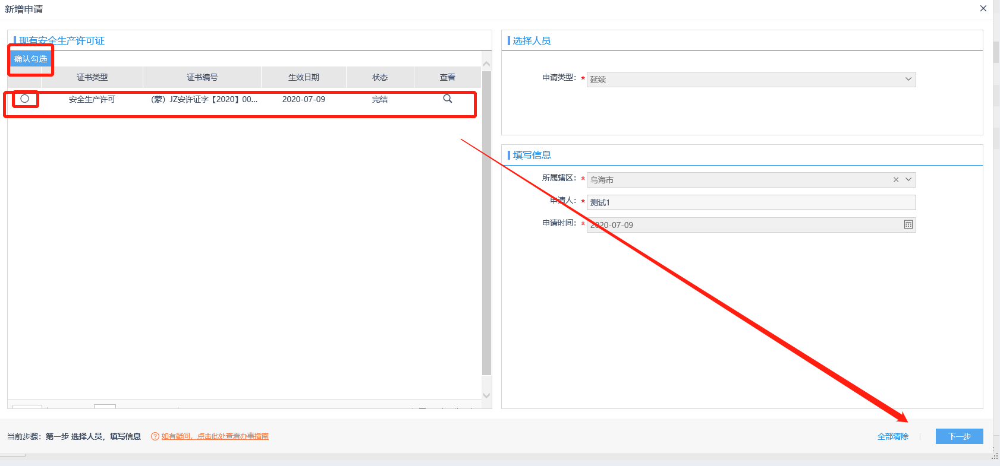 新增申请
现有安全生产许可证
确认勾选
证书类型 证书编号 生效日期 状态 查看
安全生产许可 （蒙）JZ安许证字【2020】00... 2020-07-09 完结
选择人员
申请类型：* 延续
填写信息
所属辖区：* 乌海市
申请人：* 测试1
申请时间：* 2020-07-09
当前步骤：第一步 选择人员，填写信息 如有疑问，点击此处查看办事指南 全部清除 下一步